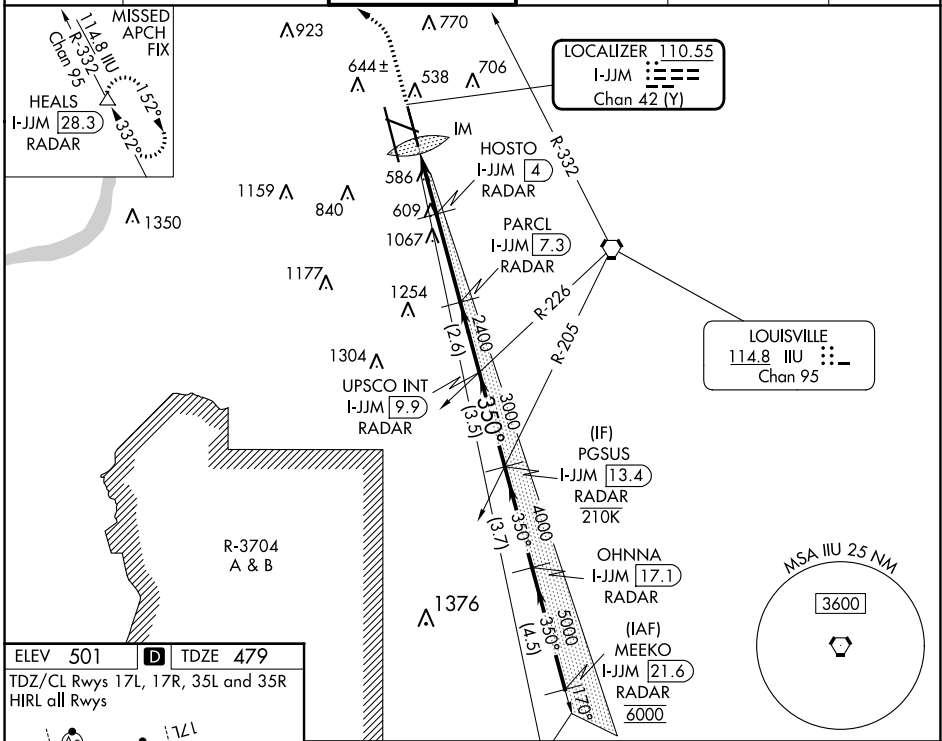 MISSED
APCH
FIX
114.8 IIU
R-332
Chan 95
HEALS
I-JJM 28.3
RADAR
152°
332°
923
770
644±
538
706
LOCALIZER 110.55
I-JJM
Chan 42 (Y)
IM
R-332
HOSTO
I-JJM 4
RADAR
586
1159
840
609
1067
1350
PARCL
I-JJM 7.3
RADAR
1177
1254
2400
(2.6)
R-226
R-205
LOUISVILLE
114.8 IIU
Chan 95
1304
UPSCO INT
I-JJM 9.9
RADAR
(3.5)
350°
3000
(IF)
PGSUS
I-JJM 13.4
RADAR
210K
(3.7)
350°
4000
R-3704
A & B
OHNNA
I-JJM 17.1
RADAR
MSA IIU 25 NM
3600
1376
(4.5)
350°
5000
(IAF)
MEEKO
I-JJM 21.6
RADAR
6000
170°
ELEV 501 D TDZE 479
TDZ/CL Rwys 17L, 17R, 35L and 35R
HIRL all Rwys
17L